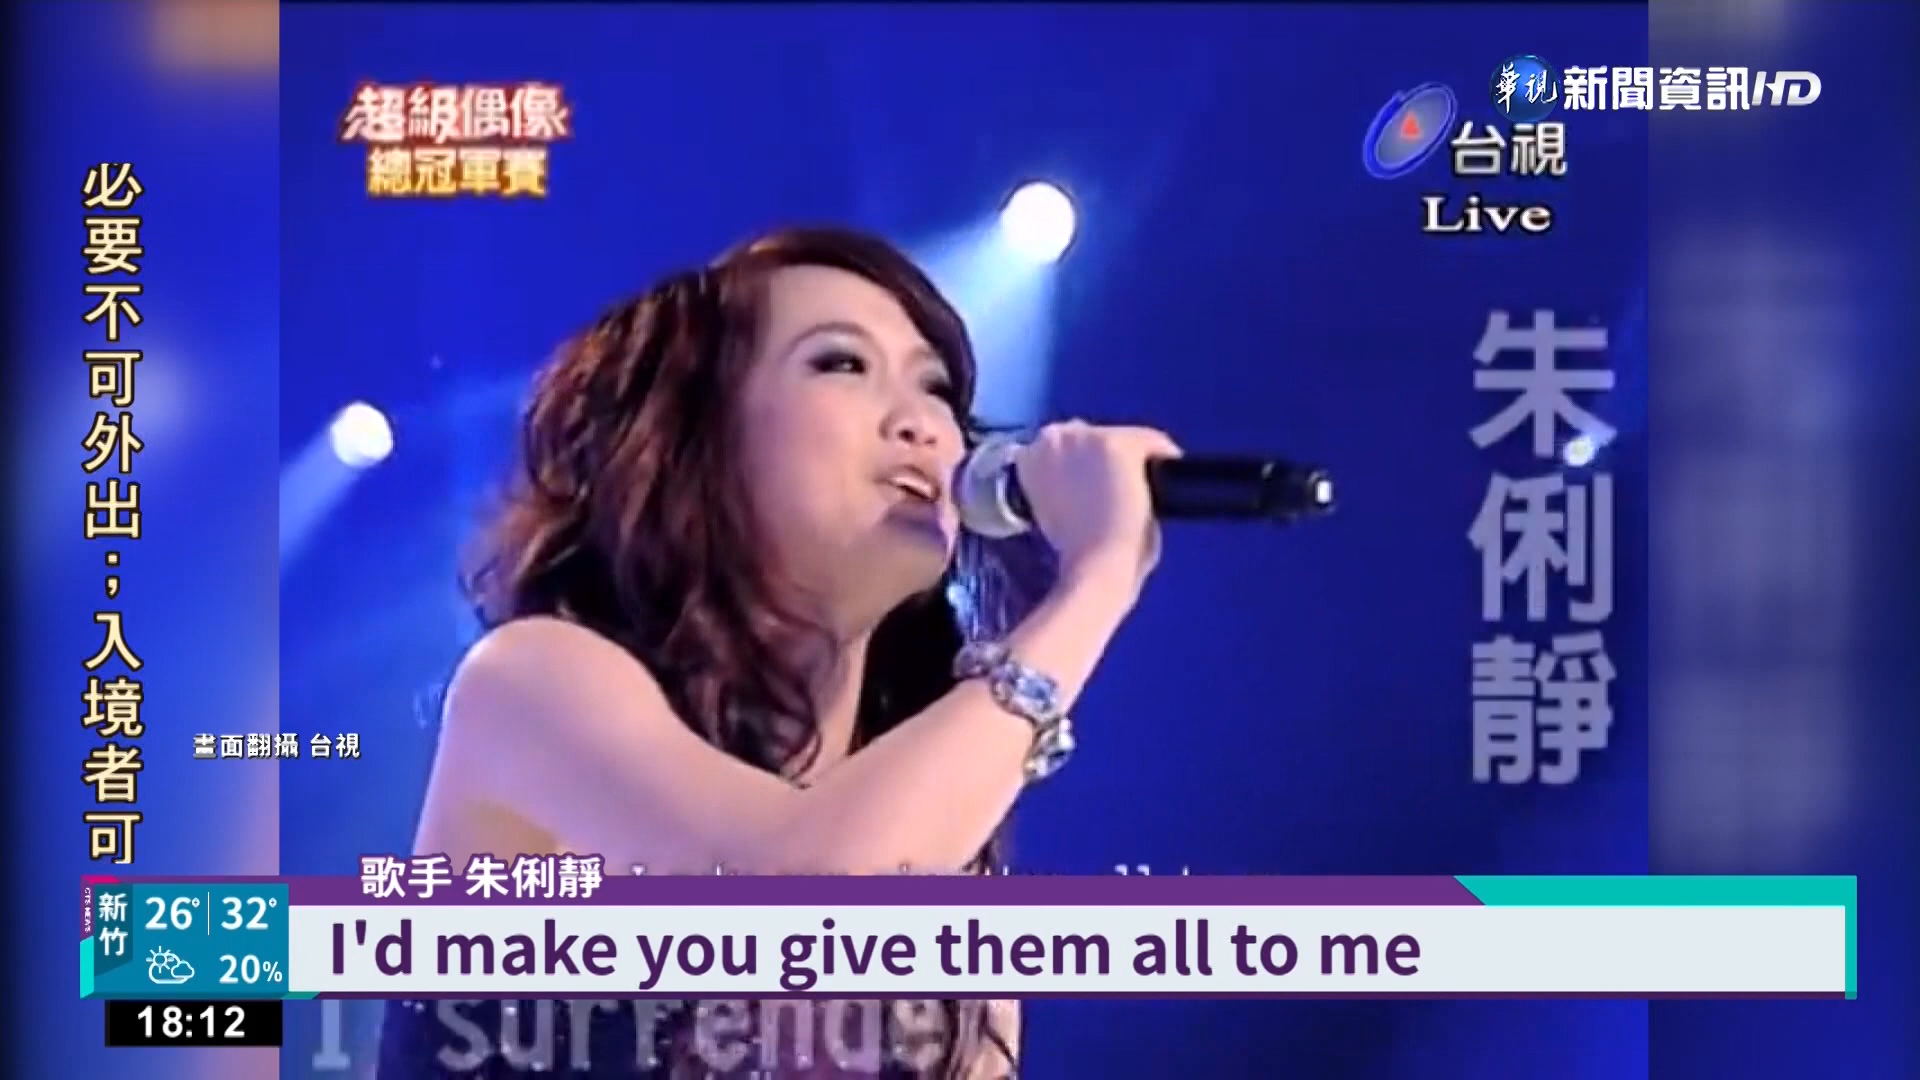 超級偶像
總冠軍賽
華視 新聞資訊HD
台視
Live
必要不可外出；入境者可
朱俐靜
畫面翻攝 台視
歌手 朱俐靜
I'd make you give them all to me
新竹
26° 32°
20%
CTS NEWS
18:12
I surrender